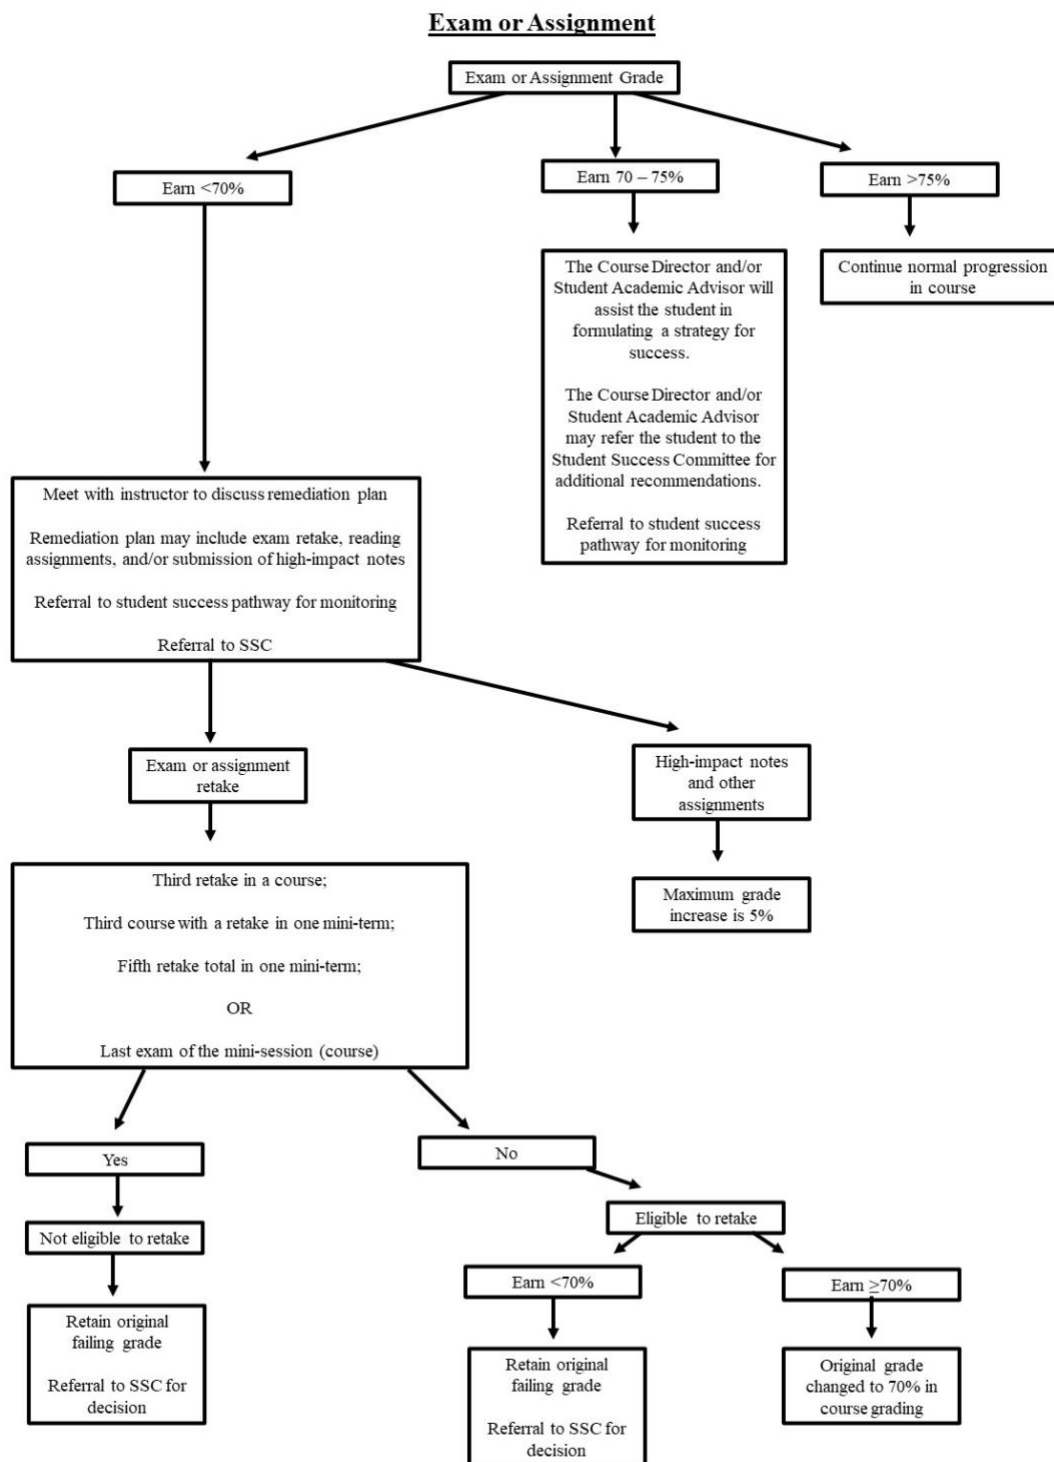 Exam or Assignment
Exam or Assignment Grade
Earn <70%
Earn 70 – 75%
Earn >75%
The Course Director and/or
Student Academic Advisor will
assist the student in
formulating a strategy for
success.
The Course Director and/or
Student Academic Advisor
may refer the student to the
Student Success Committee for
additional recommendations.
Referral to student success
pathway for monitoring
Continue normal progression
in course
Meet with instructor to discuss remediation plan
Remediation plan may include exam retake, reading
assignments, and/or submission of high-impact notes
Referral to student success pathway for monitoring
Referral to SSC
Exam or assignment
retake
High-impact notes
and other
assignments
Maximum grade
increase is 5%
Third retake in a course;
Third course with a retake in one mini-term;
Fifth retake total in one mini-term;
OR
Last exam of the mini-session (course)
Yes
No
Not eligible to retake
Eligible to retake
Retain original
failing grade
Referral to SSC for
decision
Earn <70%
Earn ≥70%
Retain original
failing grade
Referral to SSC for
decision
Original grade
changed to 70% in
course grading